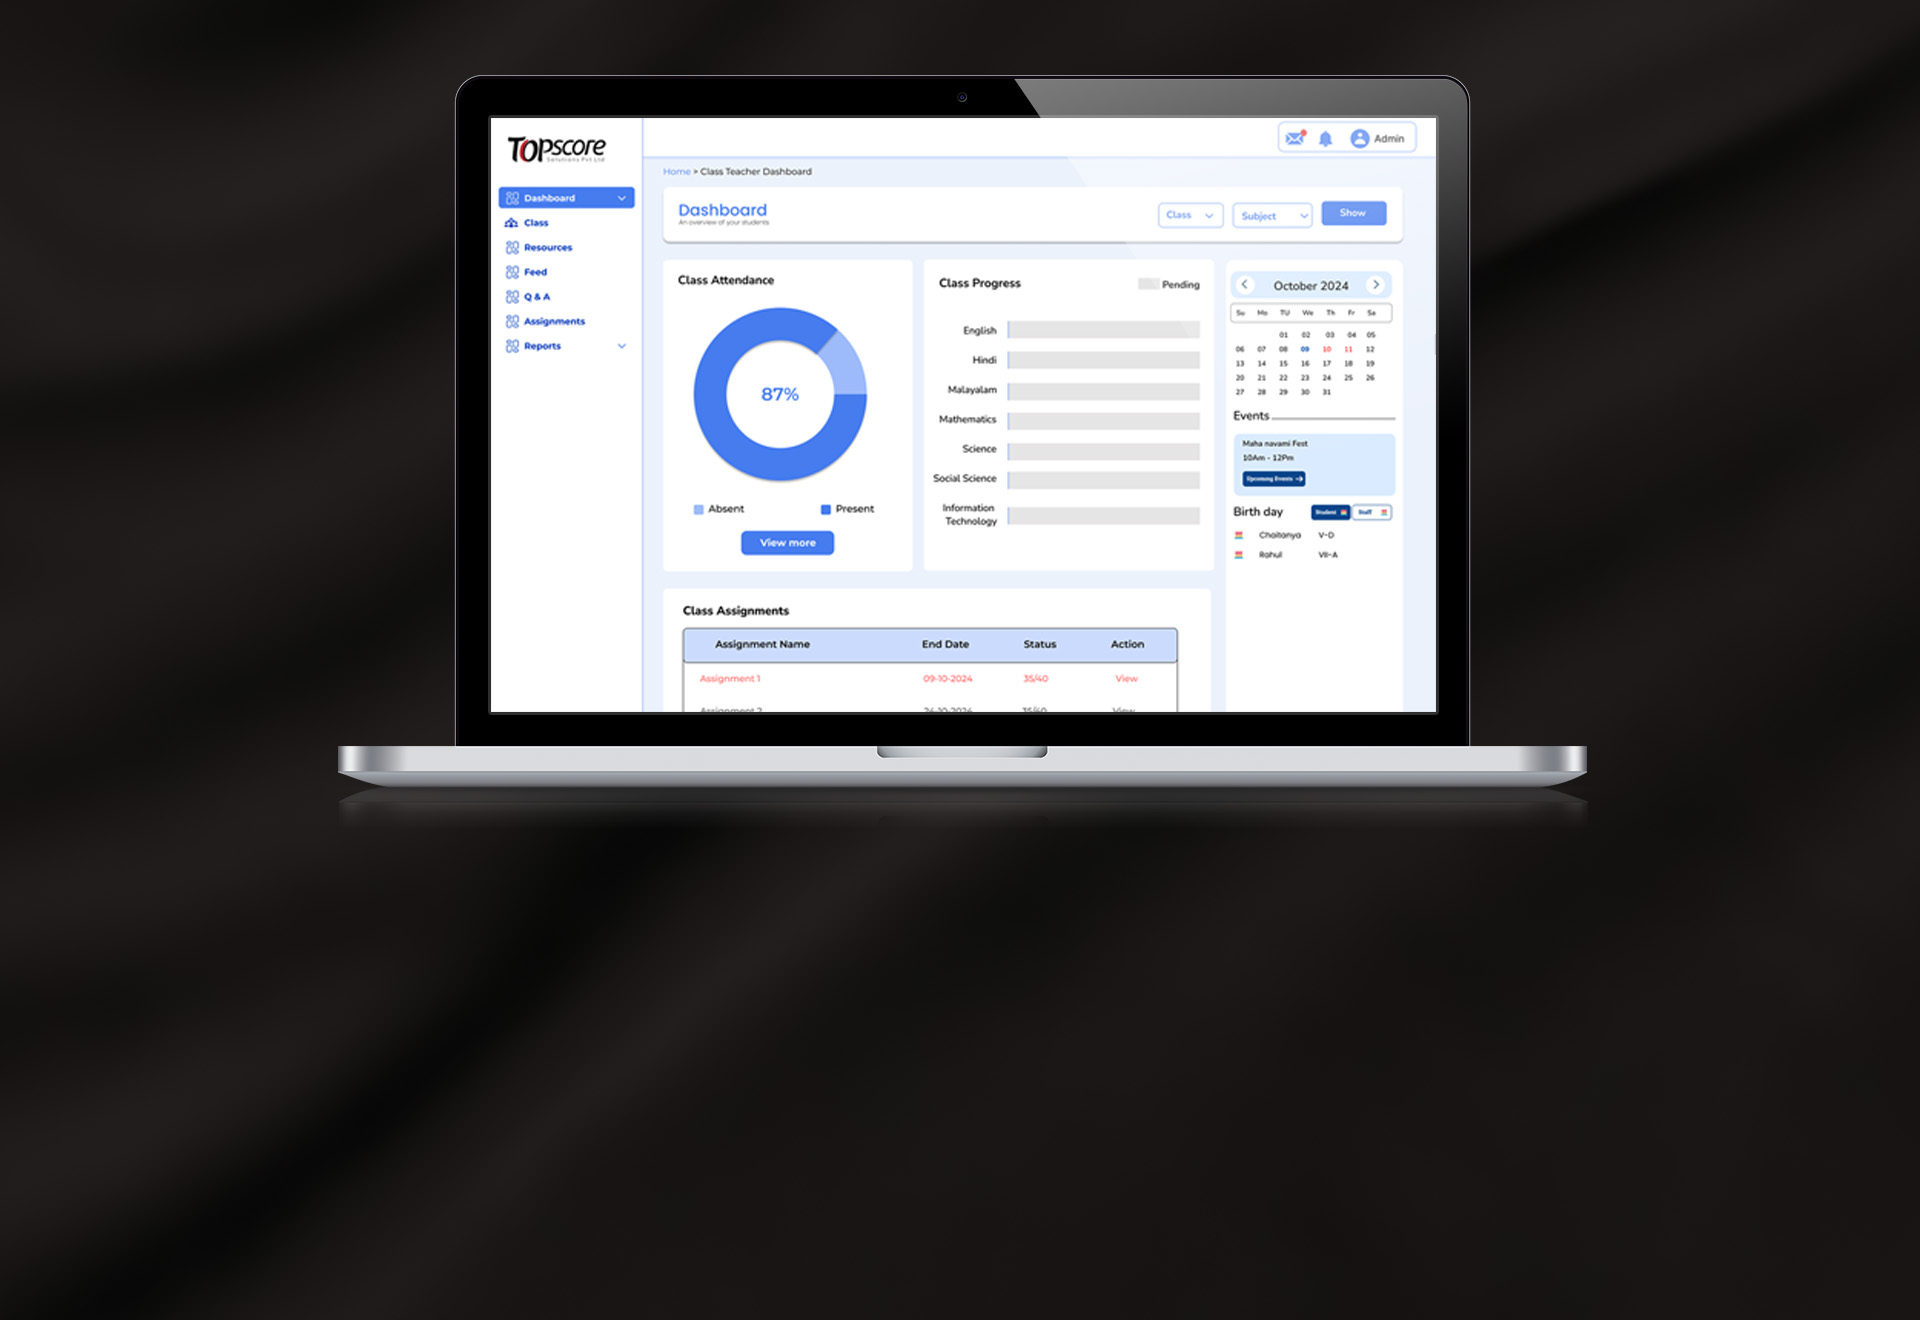 Topscore
Solutions Pvt Ltd
Admin
Dashboard
Class
Resources
Feed
Q & A
Assignments
Reports
Home > Class Teacher Dashboard
Dashboard
An overview of your students
Class
Subject
Show
Class Attendance
87%
Absent
Present
View more
Class Progress
Pending
English
Hindi
Malayalam
Mathematics
Science
Social Science
Information
Technology
October 2024
Su Mo TU We Th Fr Sa
01 02 03 04 05
06 07 08 09 10 11 12
13 14 15 16 17 18 19
20 21 22 23 24 25 26
27 28 29 30 31
Events
Maha navami Fest
10Am - 12Pm
Upcoming Events
Birth day
Student
Staff
Chaitanya V-D
Rahul VII-A
Class Assignments
Assignment Name End Date Status Action
Assignment 1 09-10-2024 35/40 View
Assignment 2 24-10-2024 35/40 View